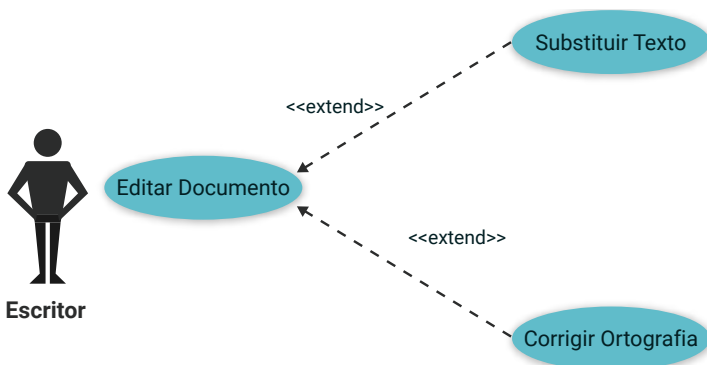 Substituir Texto
<<extend>>
Editar Documento
<<extend>>
Escritor
Corrigir Ortografia